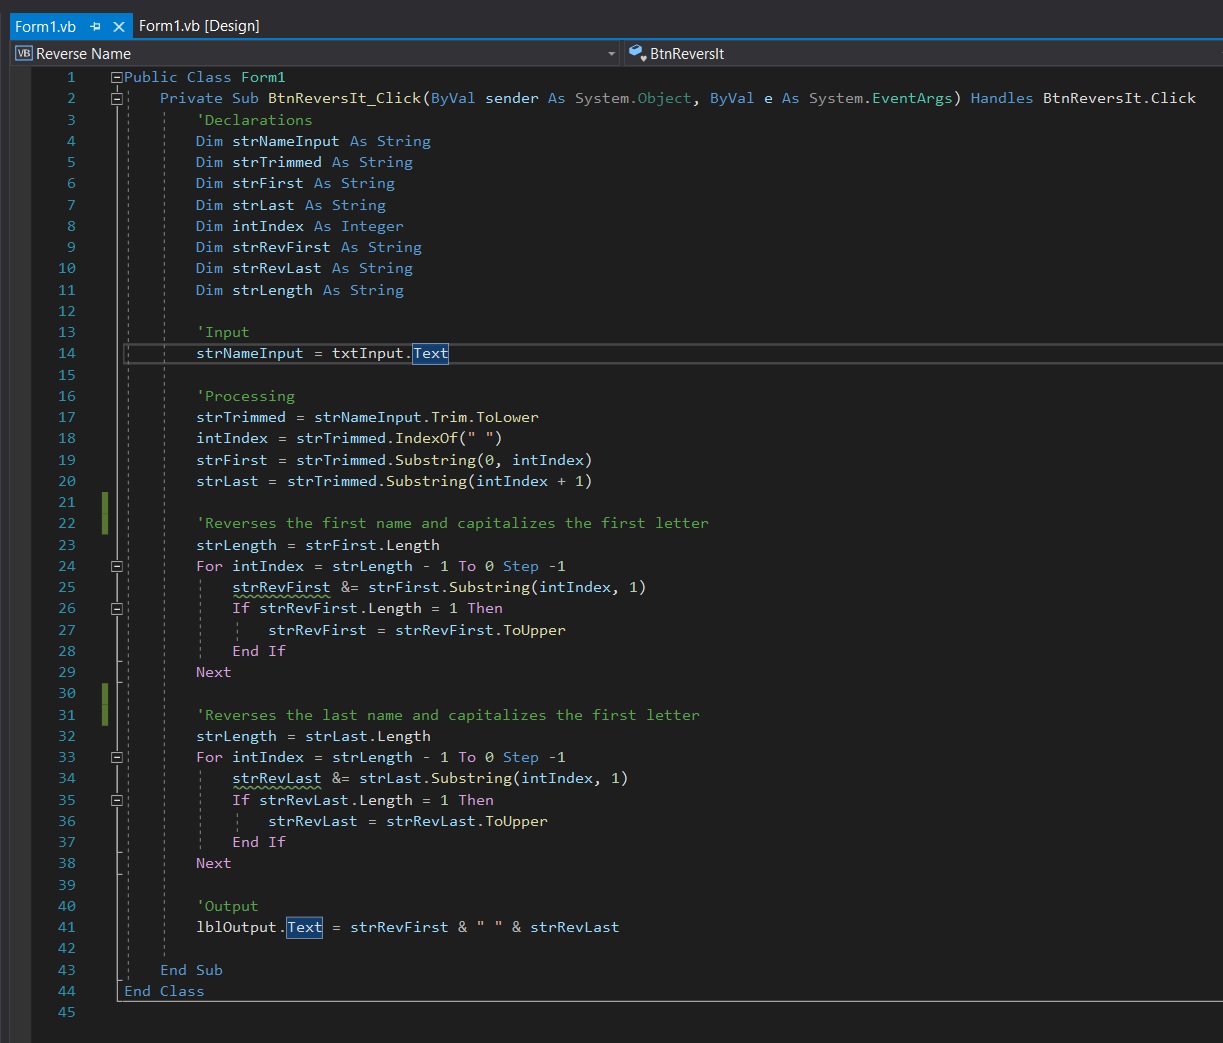 Form1.vb Form1.vb [Design]
VB Reverse Name BtnReversIt
1 Public Class Form1
2 Private Sub BtnReversIt_Click(ByVal sender As System.Object, ByVal e As System.EventArgs) Handles BtnReversIt.Click
3 'Declarations
4 Dim strNameInput As String
5 Dim strTrimmed As String
6 Dim strFirst As String
7 Dim strLast As String
8 Dim intIndex As Integer
9 Dim strRevFirst As String
10 Dim strRevLast As String
11 Dim strLength As String
12
13 'Input
14 strNameInput = txtInput.Text
15
16 'Processing
17 strTrimmed = strNameInput.Trim.ToLower
18 intIndex = strTrimmed.IndexOf(" ")
19 strFirst = strTrimmed.Substring(0, intIndex)
20 strLast = strTrimmed.Substring(intIndex + 1)
21
22 'Reverses the first name and capitalizes the first letter
23 strLength = strFirst.Length
24 For intIndex = strLength - 1 To 0 Step -1
25 strRevFirst &= strFirst.Substring(intIndex, 1)
26 If strRevFirst.Length = 1 Then
27 strRevFirst = strRevFirst.ToUpper
28 End If
29 Next
30
31 'Reverses the last name and capitalizes the first letter
32 strLength = strLast.Length
33 For intIndex = strLength - 1 To 0 Step -1
34 strRevLast &= strLast.Substring(intIndex, 1)
35 If strRevLast.Length = 1 Then
36 strRevLast = strRevLast.ToUpper
37 End If
38 Next
39
40 'Output
41 lblOutput.Text = strRevFirst & " " & strRevLast
42
43 End Sub
44 End Class
45